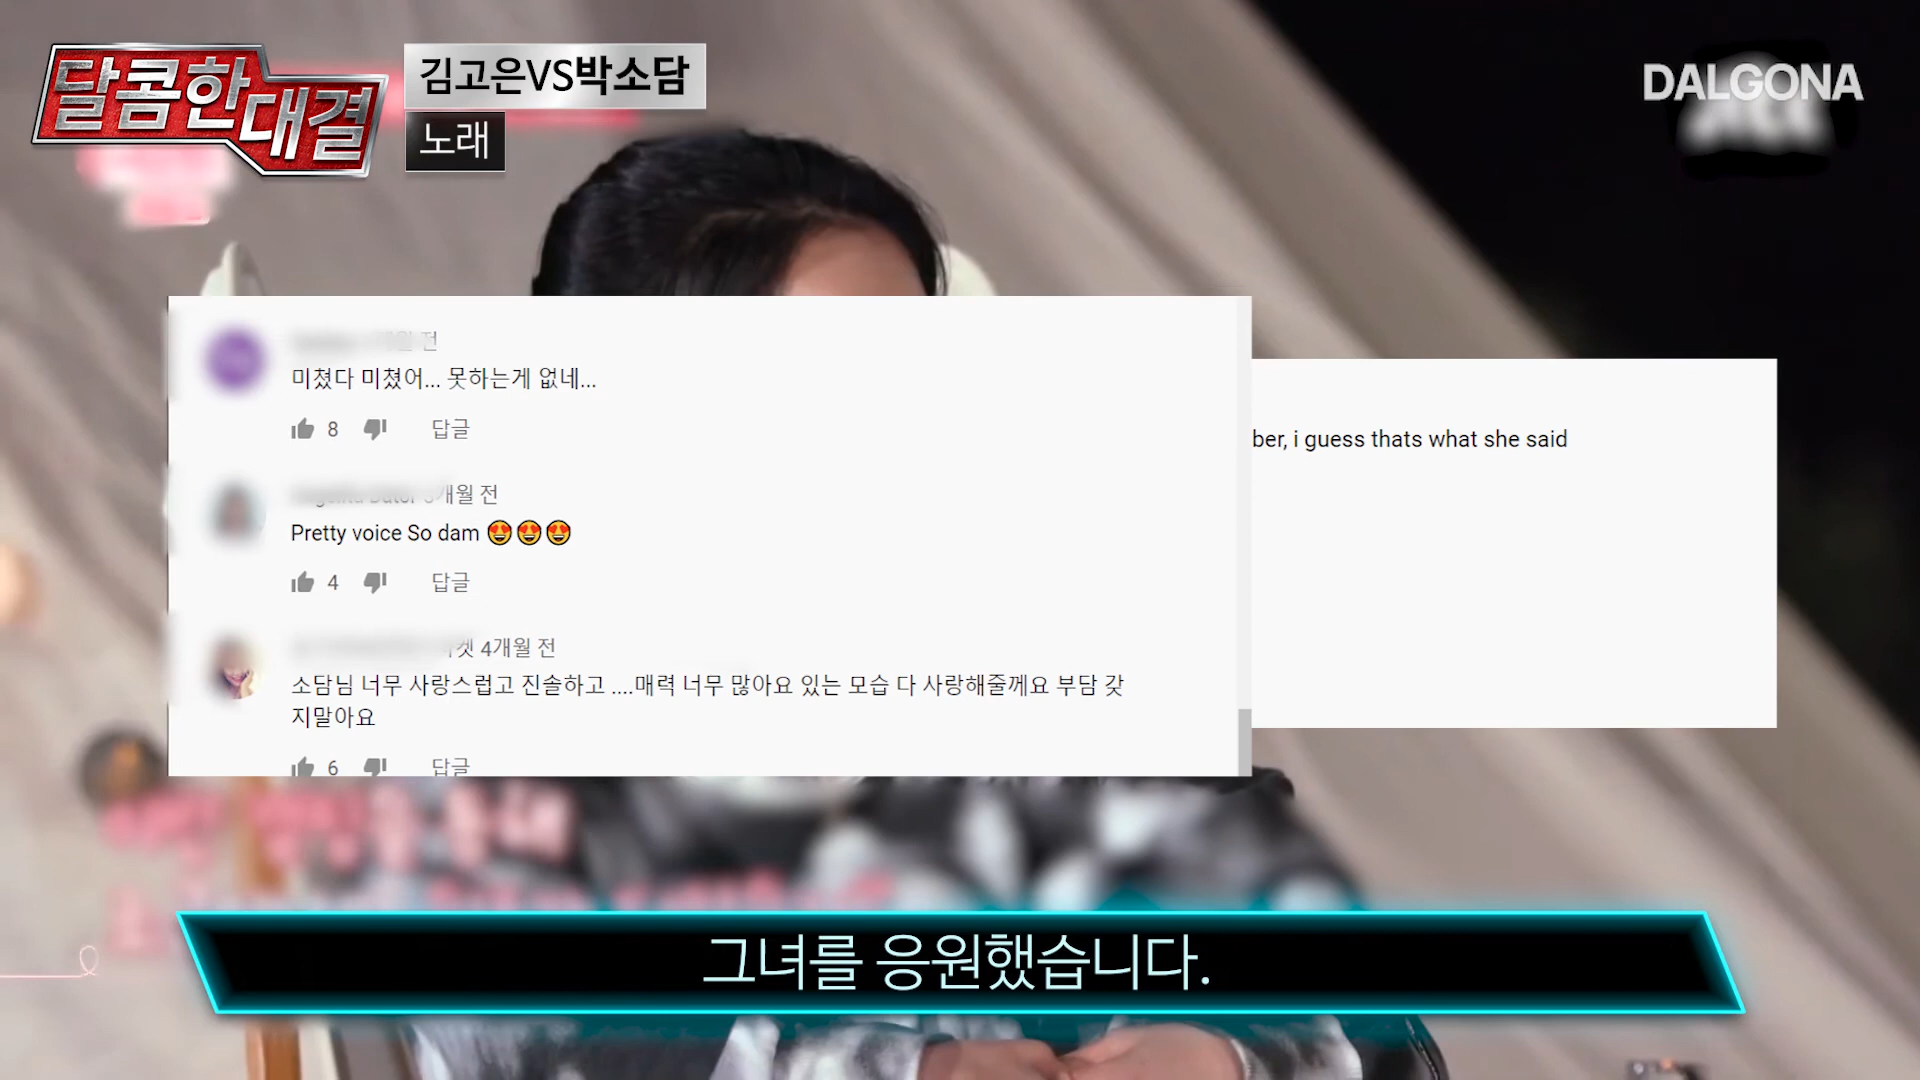 달콤한대결
김고은VS박소담
노래
DALGONA
전
미쳤다 미쳤어... 못하는게 없네...
8 답글
개월 전
Pretty voice So dam 😍😍😍
4 답글
켓 4개월 전
소담님 너무 사랑스럽고 진솔하고 ....매력 너무 많아요 있는 모습 다 사랑해줄께요 부담 갖
지말아요
6 답글
ber, i guess thats what she said
그녀를 응원했습니다.